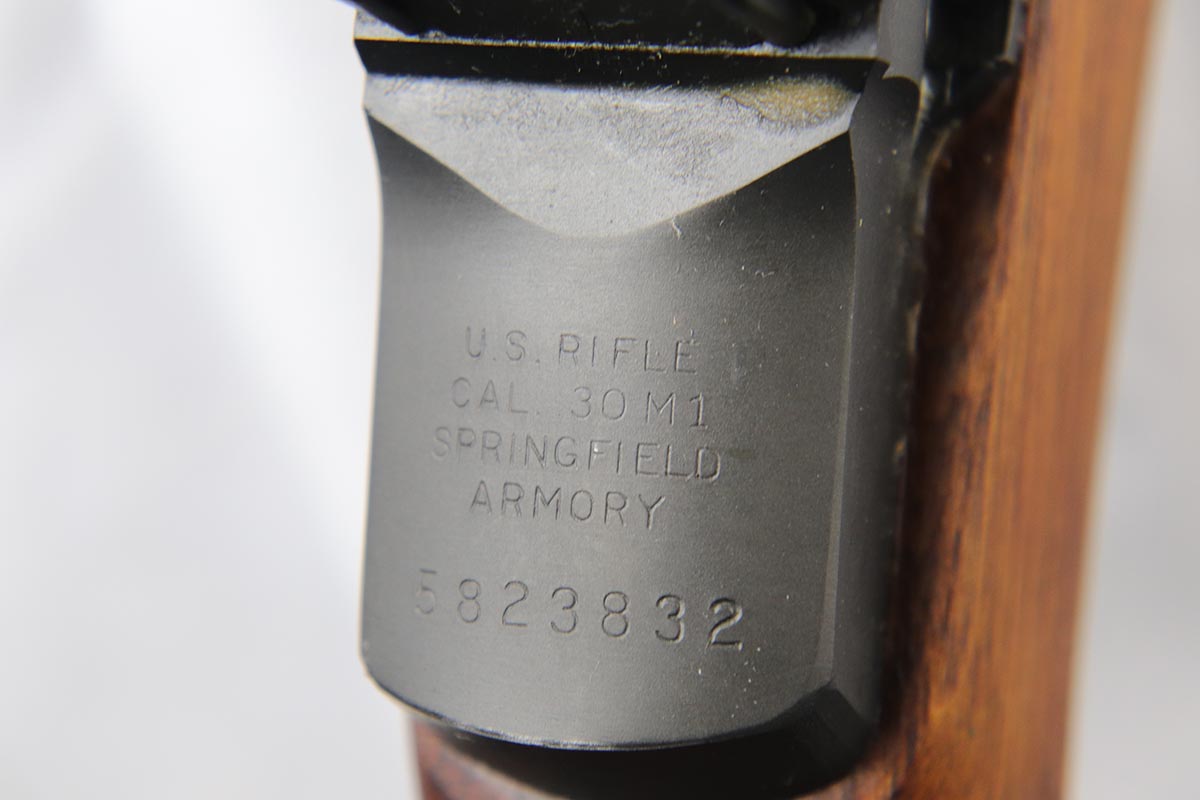 U.S. RIFLE
CAL. 30 M1
SPRINGFIELD
ARMORY
5823832